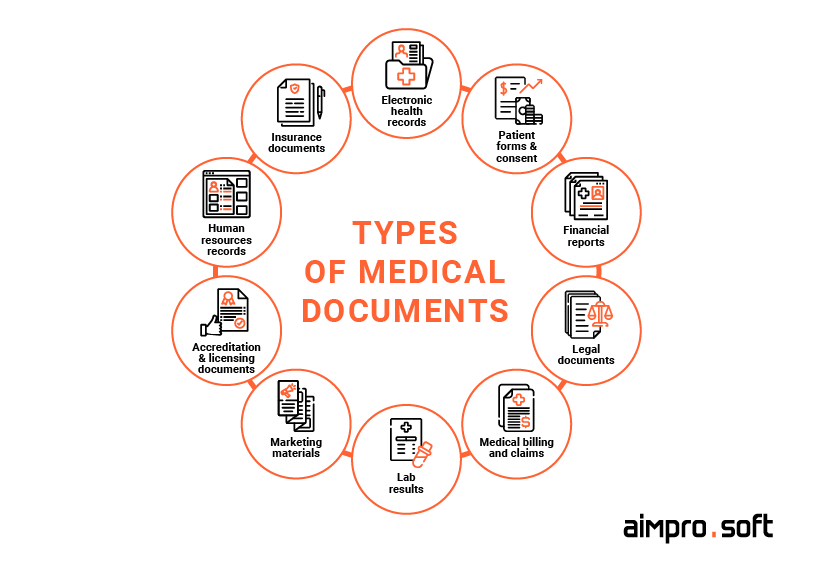 TYPES
OF MEDICAL
DOCUMENTS
Electronic
health
records
Patient
forms &
consent
Financial
reports
Legal
documents
Medical billing
and claims
Lab
results
Marketing
materials
Accreditation
& licensing
documents
Human
resources
records
Insurance
documents
aimpro.soft